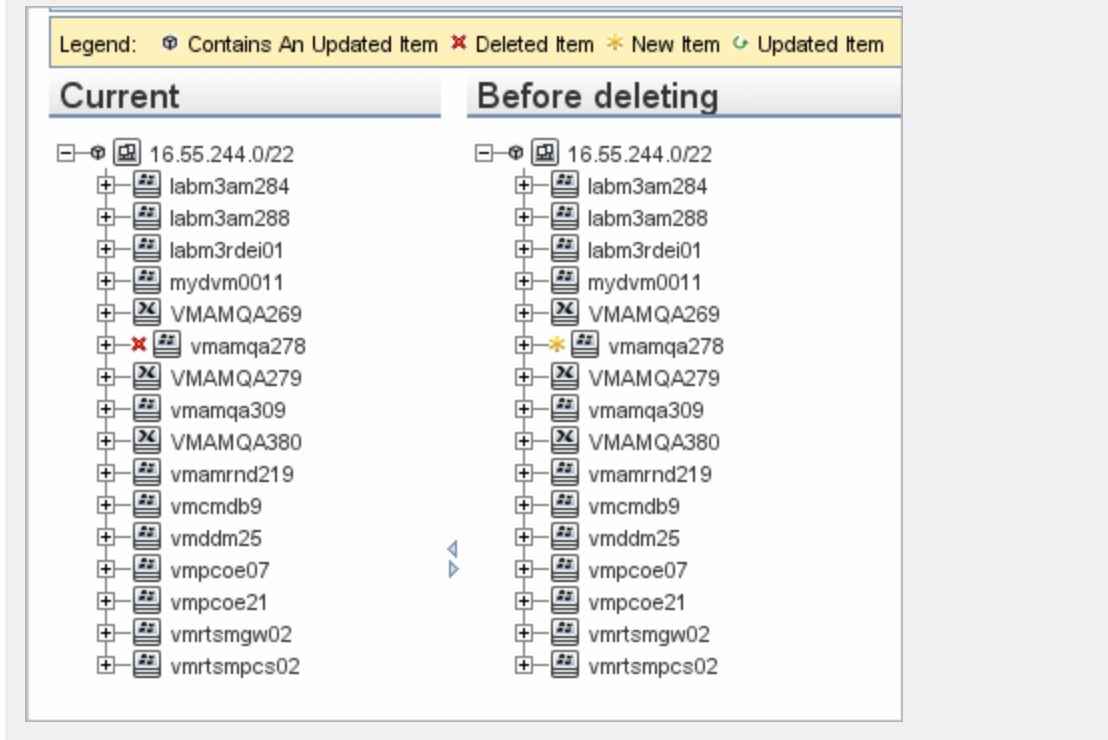 Legend: Contains An Updated Item Deleted Item New Item Updated Item
Current
16.55.244.0/22
labm3am284
labm3am288
labm3rdei01
mydvm0011
VMAMQA269
vmamqa278
VMAMQA279
vmamqa309
VMAMQA380
vmamrnd219
vmcmdb9
vmddm25
vmpcoe07
vmpcoe21
vmrtsmgw02
vmrtsmpcs02
Before deleting
16.55.244.0/22
labm3am284
labm3am288
labm3rdei01
mydvm0011
VMAMQA269
vmamqa278
VMAMQA279
vmamqa309
VMAMQA380
vmamrnd219
vmcmdb9
vmddm25
vmpcoe07
vmpcoe21
vmrtsmgw02
vmrtsmpcs02